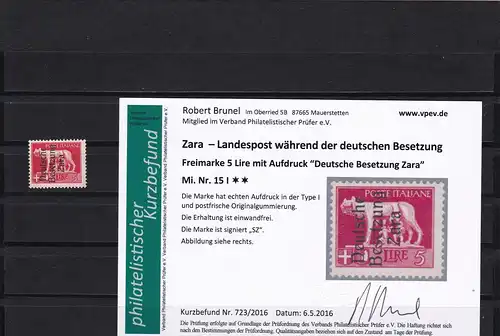 Deutsche
Besetzung
Zara
philatelistischer
Kurzbefund
Robert Brunel Im Oberried 5B 87665 Mauerstetten
www.vpev.de
Mitglied im Verband Philatelistischer Prüfer e.V.
Zara – Landespost während der deutschen Besetzung
Freimarke 5 Lire mit Aufdruck “Deutsche Besetzung Zara”
Mi. Nr. 15 I ✶✶
Die Marke hat echten Aufdruck in der Type I
und postfrische Originalgummierung.
Die Erhaltung ist einwandfrei.
Die Marke ist signiert „SZ”.
Abbildung siehe rechts.
POSTE ITALIANE
Deutsche
Besetzung
Zara
LIRE 5
Kurzbefund Nr. 723/2016 Datum: 6.5.2016
Die Prüfung erfolgte auf Grundlage der Prüfordnung des Verbands Philatelistischer Prüfer e.V. Die Haftung richtet sich
nach den Bestimmungen der Prüfordnung. Qualitätsangaben beziehen sich auf den Zustand am Tage der Prüfung.